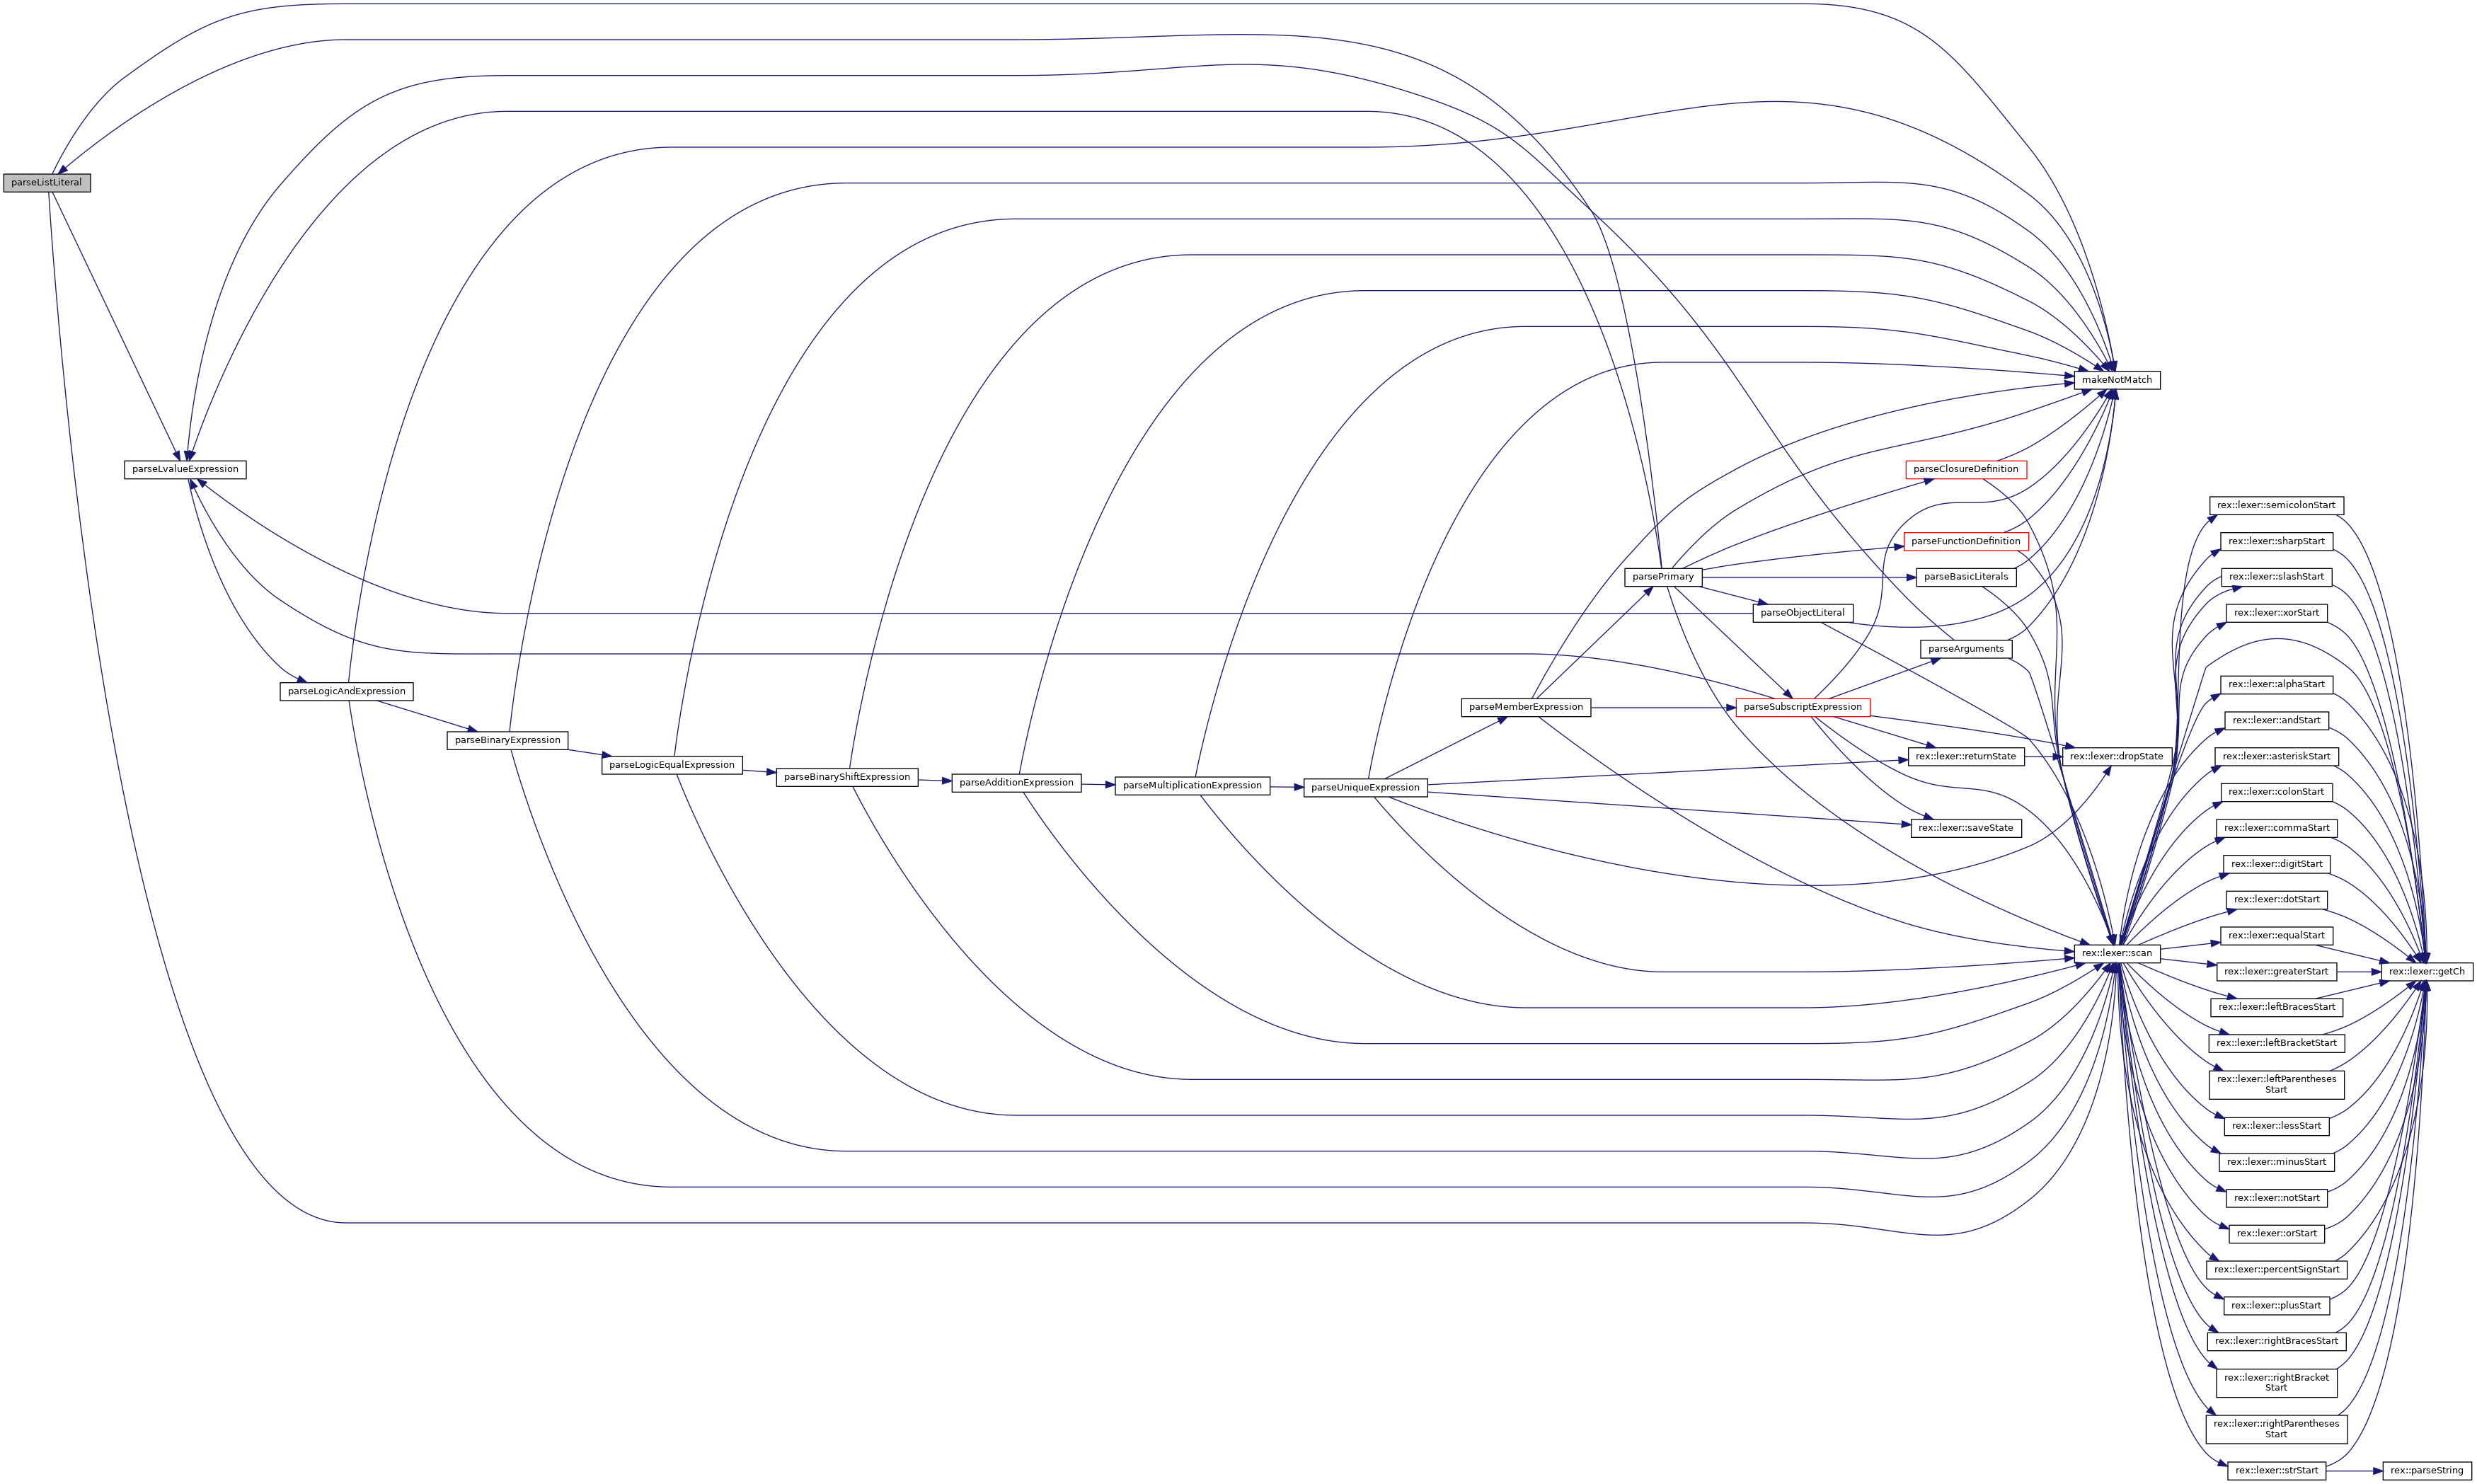 parseListLiteral
parseLvalueExpression
parseLogicAndExpression
parseBinaryExpression
parseLogicEqualExpression
parseBinaryShiftExpression
parseAdditionExpression
parseMultiplicationExpression
parseUniqueExpression
parseMemberExpression
parsePrimary
parseObjectLiteral
parseSubscriptExpression
parseClosureDefinition
parseFunctionDefinition
parseBasicLiterals
parseArguments
rex::lexer::returnState
rex::lexer::saveState
makeNotMatch
rex::lexer::dropState
rex::lexer::scan
rex::lexer::semicolonStart
rex::lexer::sharpStart
rex::lexer::slashStart
rex::lexer::xorStart
rex::lexer::alphaStart
rex::lexer::andStart
rex::lexer::asteriskStart
rex::lexer::colonStart
rex::lexer::commaStart
rex::lexer::digitStart
rex::lexer::dotStart
rex::lexer::equalStart
rex::lexer::greaterStart
rex::lexer::leftBracesStart
rex::lexer::leftBracketStart
rex::lexer::leftParentheses
Start
rex::lexer::lessStart
rex::lexer::minusStart
rex::lexer::notStart
rex::lexer::orStart
rex::lexer::percentSignStart
rex::lexer::plusStart
rex::lexer::rightBracesStart
rex::lexer::rightBracket
Start
rex::lexer::rightParentheses
Start
rex::lexer::strStart
rex::lexer::getCh
rex::parseString